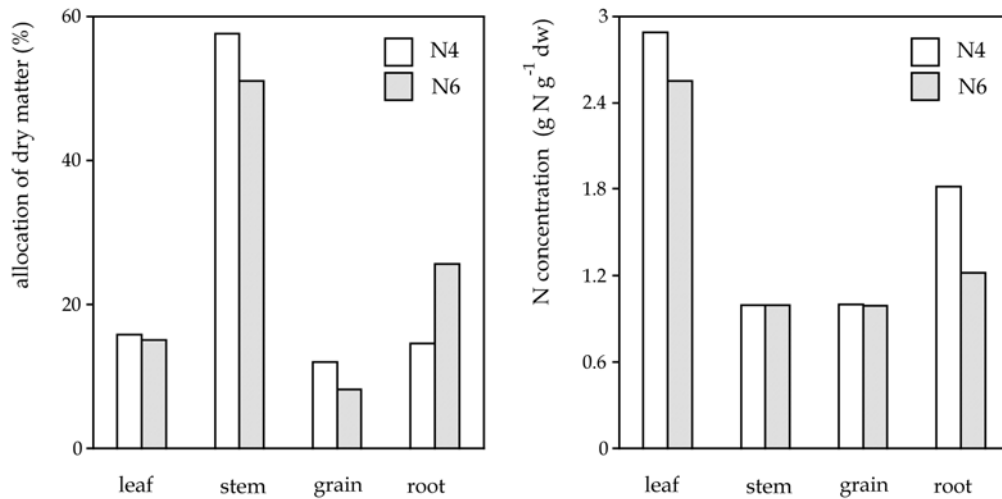 allocation of dry matter (%)
60
40
20
0
N4
N6
leaf stem grain root
N concentration (g N g⁻¹ dw)
3
2.4
1.8
1.2
0.6
0
N4
N6
leaf stem grain root